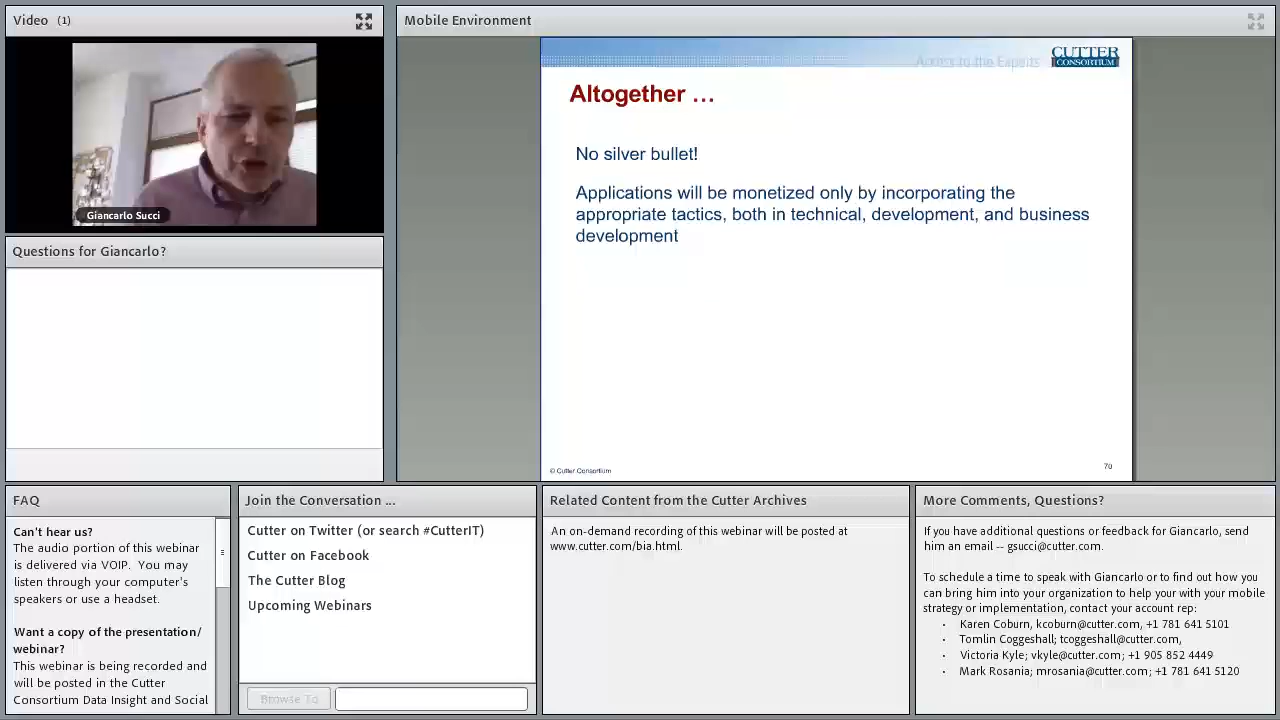 Video (1)
Giancarlo Succi
Questions for Giancarlo?
Mobile Environment
Access to the Experts
CUTTER
CONSORTIUM
Altogether …
No silver bullet!
Applications will be monetized only by incorporating the
appropriate tactics, both in technical, development, and business
development
© Cutter Consortium
70
FAQ
Can't hear us?
The audio portion of this webinar
is delivered via VOIP. You may
listen through your computer's
speakers or use a headset.
Want a copy of the presentation/
webinar?
This webinar is being recorded and
will be posted in the Cutter
Consortium Data Insight and Social
Join the Conversation ...
Cutter on Twitter (or search #CutterIT)
Cutter on Facebook
The Cutter Blog
Upcoming Webinars
Browse To
Related Content from the Cutter Archives
An on-demand recording of this webinar will be posted at
www.cutter.com/bia.html.
More Comments, Questions?
If you have additional questions or feedback for Giancarlo, send
him an email -- gsucci@cutter.com.
To schedule a time to speak with Giancarlo or to find out how you
can bring him into your organization to help your with your mobile
strategy or implementation, contact your account rep:
• Karen Coburn, kcoburn@cutter.com, +1 781 641 5101
• Tomlin Coggeshall; tcoggeshall@cutter.com,
• Victoria Kyle; vkyle@cutter.com; +1 905 852 4449
• Mark Rosania; mrosania@cutter.com; +1 781 641 5120